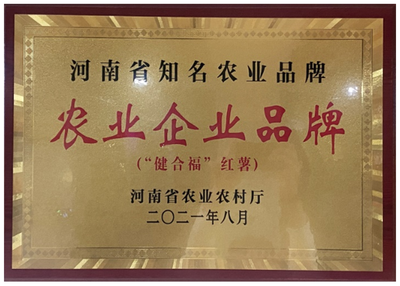 河南省知名农业品牌
农业企业品牌
(“健合福”红薯)
河南省农业农村厅
二〇二一年八月